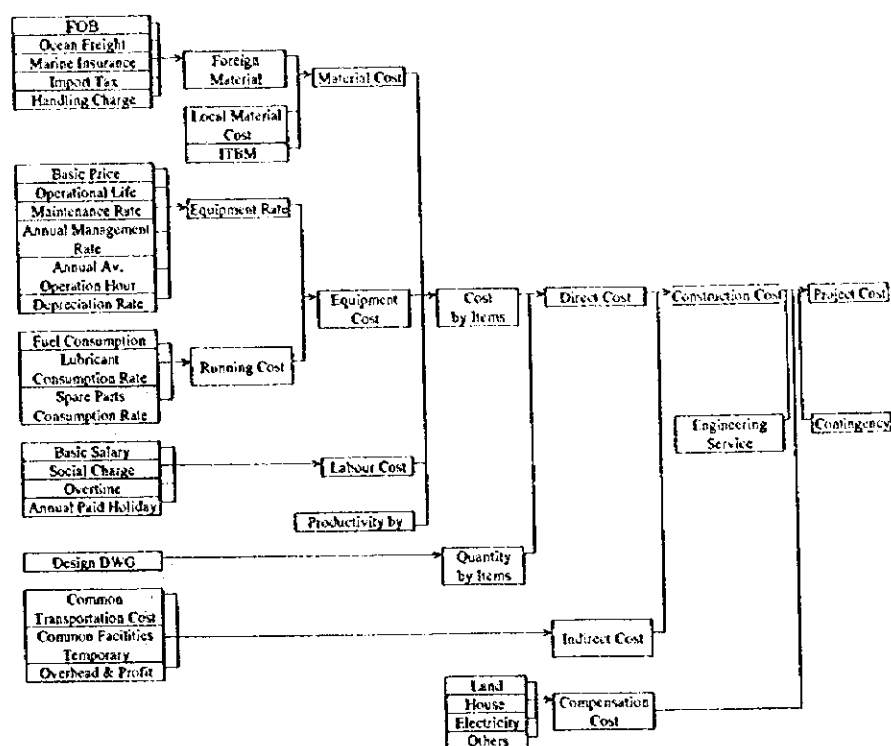 FOB
Ocean Freight
Marine Insurance
Import Tax
Handling Charge
Foreign
Material
Material Cost
Local Material
Cost
ITBM
Basic Price
Operational Life
Maintenance Rate
Annual Management
Rate
Annual Av.
Operation Hour
Depreciation Rate
Equipment Rate
Equipment
Cost
Cost
by Items
Direct Cost
Construction Cost
Project Cost
Fuel Consumption
Lubricant
Consumption Rate
Spare Parts
Consumption Rate
Running Cost
Engineering
Service
Contingency
Basic Salary
Social Charge
Overtime
Annual Paid Holiday
Labour Cost
Productivity by
Design DWG
Quantity
by Items
Common
Transportation Cost
Common Facilities
Temporary
Overhead & Profit
Indirect Cost
Land
House
Electricity
Others
Compensation
Cost